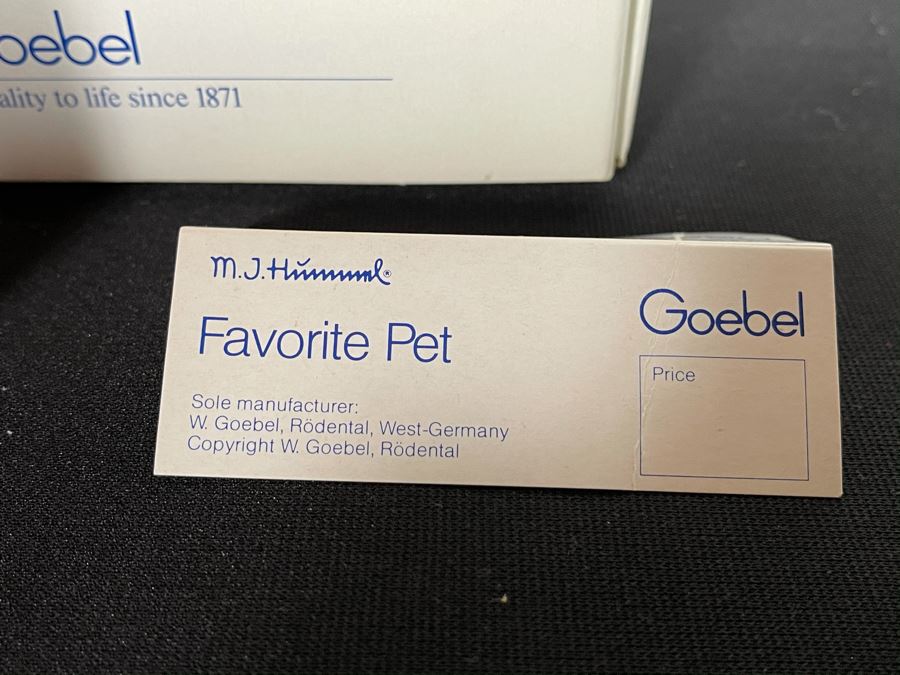 oebel
ality to life since 1871
M.J.Hummel®
Favorite Pet
Sole manufacturer:
W. Goebel, Rödental, West-Germany
Copyright W. Goebel, Rödental
Goebel
Price